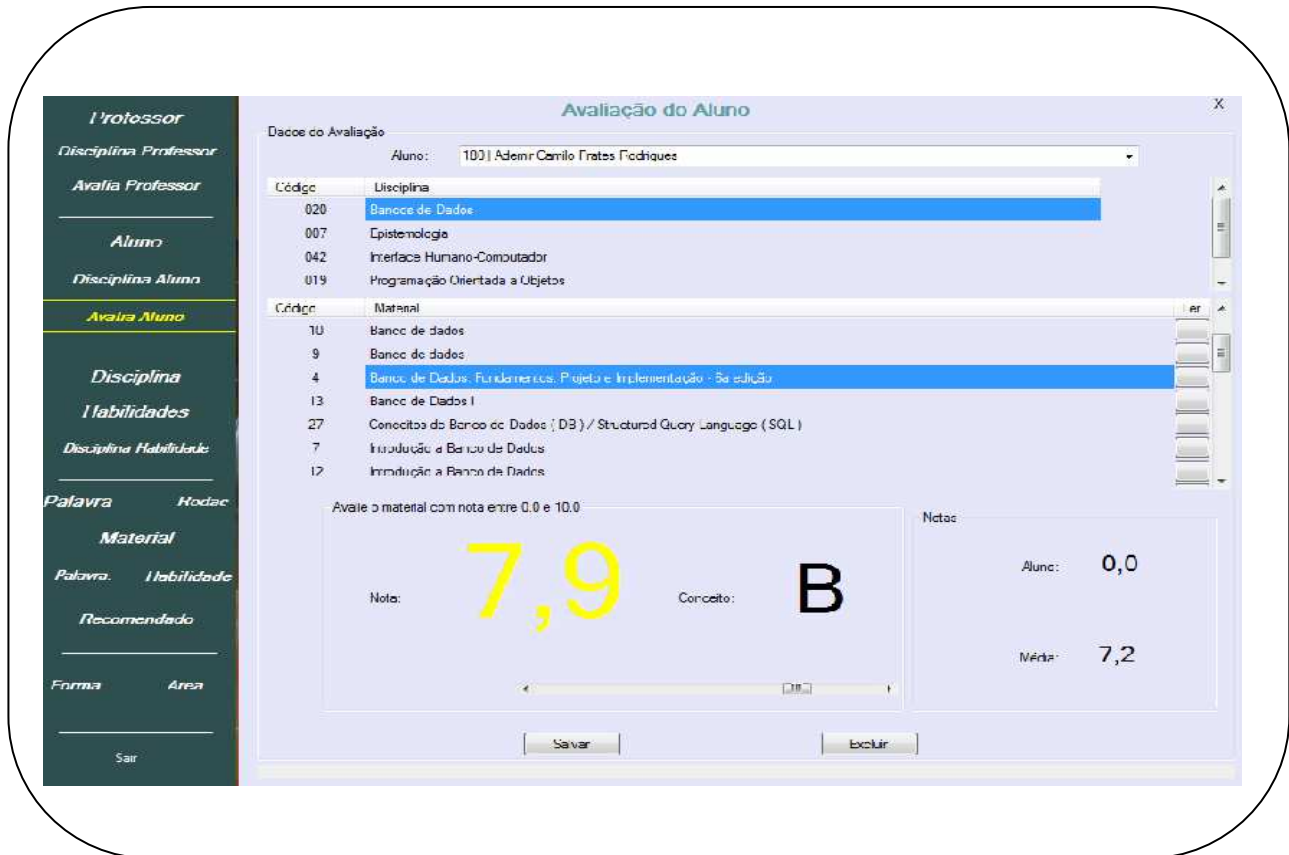 Professor
Disciplina Professor
Avalia Professor
Aluno
Disciplina Aluno
Avalia Aluno
Disciplina
Habilidades
Disciplina Habilidade
Palavra Rodac
Material
Palavra. Habilidade
Recomendado
Forma Area
Sair
Avaliação do Aluno
X
Dados do Avaliação
Aluno: 100 | Ademir Camilo Frates Rodrigues
Código Disciplina
020 Bancos de Dados
007 Epistemologia
042 Interface Humano-Computador
019 Programação Orientada a Objetos
Código Material Ler
10 Banco de dados
9 Banco de dados
4 Banco de Dados: Fundamentos, Projeto e Implementação - 6a edição
13 Banco de Dados I
27 Conceitos de Banco de Dados ( DB ) / Structured Query Language ( SQL )
7 Introdução a Banco de Dados
12 Introdução a Banco de Dados
Avalie o material com nota entre 0.0 e 10.0
Nota: 7,9 Conceito: B
Notas
Aluno: 0,0
Média: 7,2
Salvar Excluir